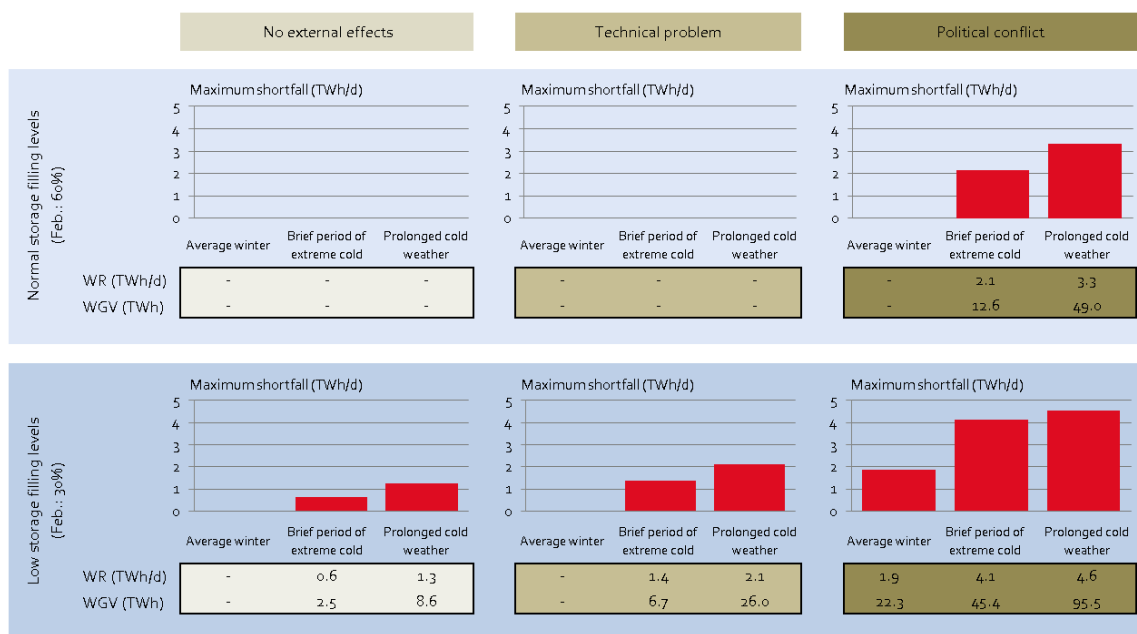 No external effects
Technical problem
Political conflict
Normal storage filling levels
(Feb.: 60%)
Maximum shortfall (TWh/d)
5
4
3
2
1
0
Average winter
Brief period of
extreme cold
Prolonged cold
weather
Maximum shortfall (TWh/d)
5
4
3
2
1
0
Average winter
Brief period of
extreme cold
Prolonged cold
weather
Maximum shortfall (TWh/d)
5
4
3
2
1
0
Average winter
Brief period of
extreme cold
Prolonged cold
weather
WR (TWh/d) - - - - - - - 2.1 3.3
WGV (TWh) - - - - - - - 12.6 49.0
Low storage filling levels
(Feb.: 30%)
Maximum shortfall (TWh/d)
5
4
3
2
1
0
Average winter
Brief period of
extreme cold
Prolonged cold
weather
Maximum shortfall (TWh/d)
5
4
3
2
1
0
Average winter
Brief period of
extreme cold
Prolonged cold
weather
Maximum shortfall (TWh/d)
5
4
3
2
1
0
Average winter
Brief period of
extreme cold
Prolonged cold
weather
WR (TWh/d) - 0.6 1.3 - 1.4 2.1 1.9 4.1 4.6
WGV (TWh) - 2.5 8.6 - 6.7 26.0 22.3 45.4 95.5